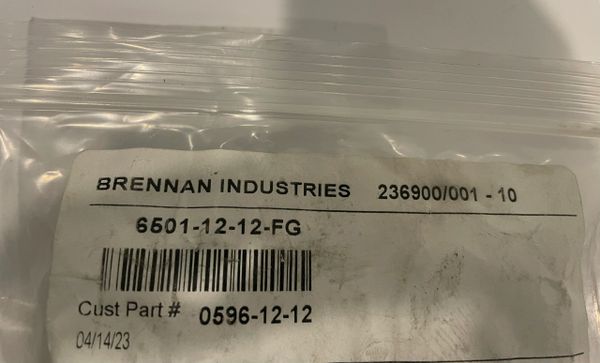 BRENNAN INDUSTRIES 236900/001 - 10
6501-12-12-FG
Cust Part # 0596-12-12
04/14/23